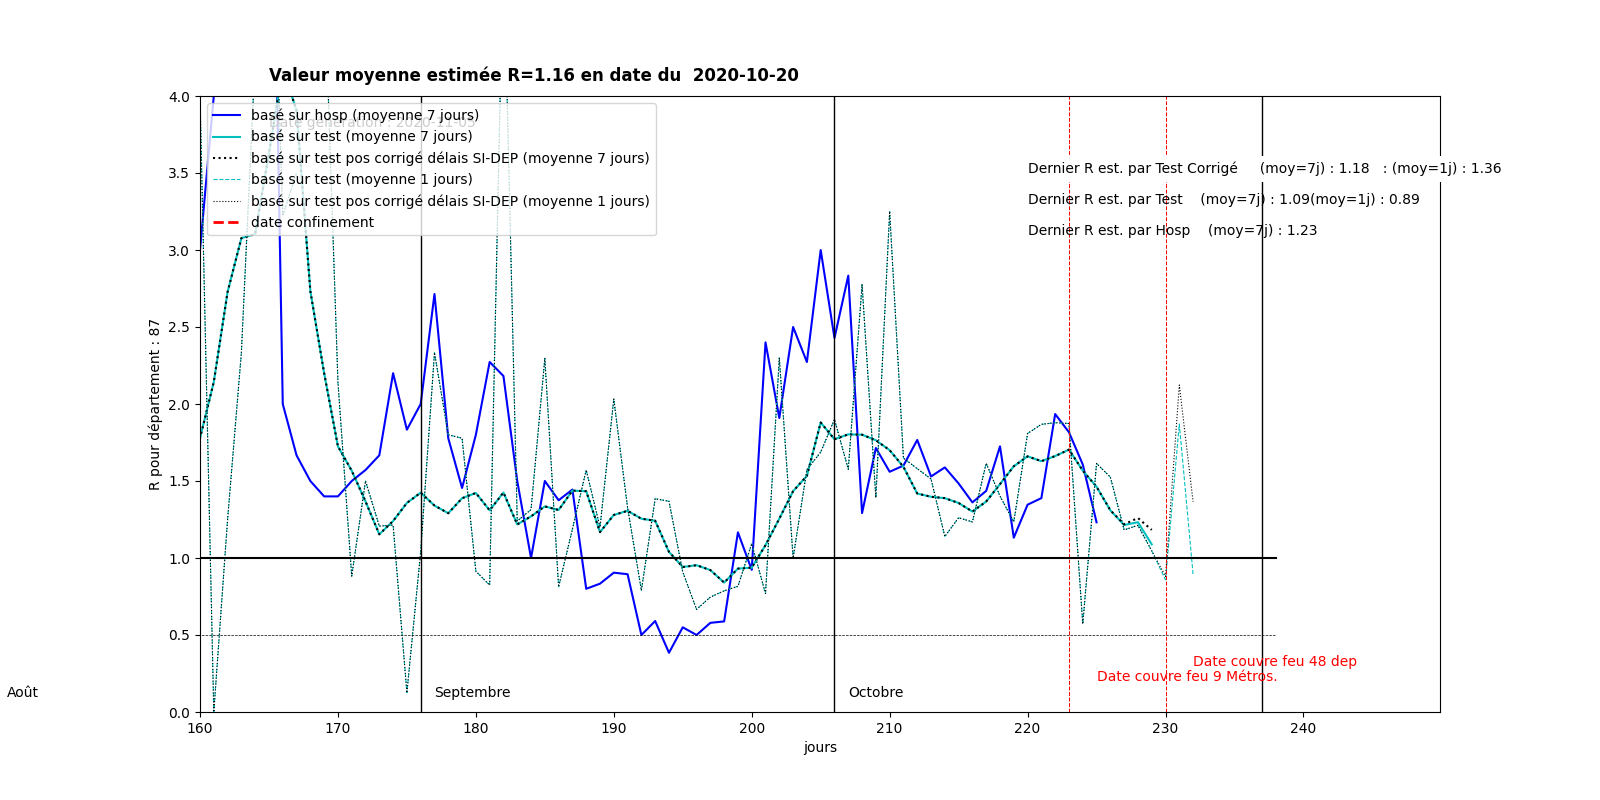 Valeur moyenne estimée R=1.16 en date du  2020-10-20
Date génération : 2020-11-05
basé sur hosp (moyenne 7 jours)
basé sur test (moyenne 7 jours)
basé sur test pos corrigé délais SI-DEP (moyenne 7 jours)
basé sur test (moyenne 1 jours)
basé sur test pos corrigé délais SI-DEP (moyenne 1 jours)
date confinement
Dernier R est. par Test Corrigé (moy=7j) : 1.18 : (moy=1j) : 1.36
Dernier R est. par Test (moy=7j) : 1.09(moy=1j) : 0.89
Dernier R est. par Hosp (moy=7j) : 1.23
R pour département : 87
4.0
3.5
3.0
2.5
2.0
1.5
1.0
0.5
0.0
Date couvre feu 48 dep
Date couvre feu 9 Métros.
Août
Septembre
Octobre
160 170 180 190 200 210 220 230 240
jours